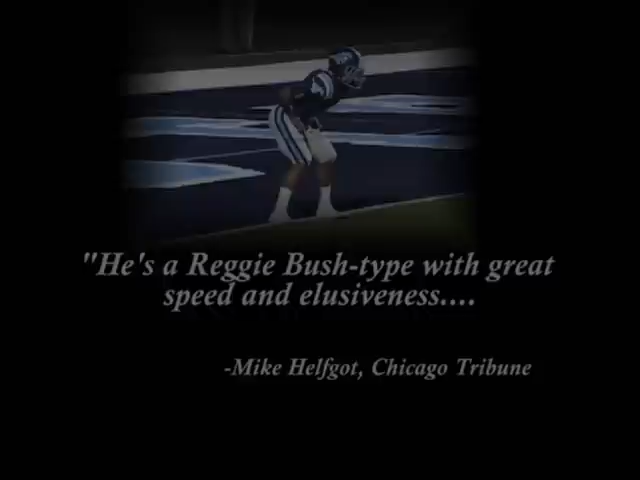 "He's a Reggie Bush-type with great
speed and elusiveness....
-Mike Helfgot, Chicago Tribune